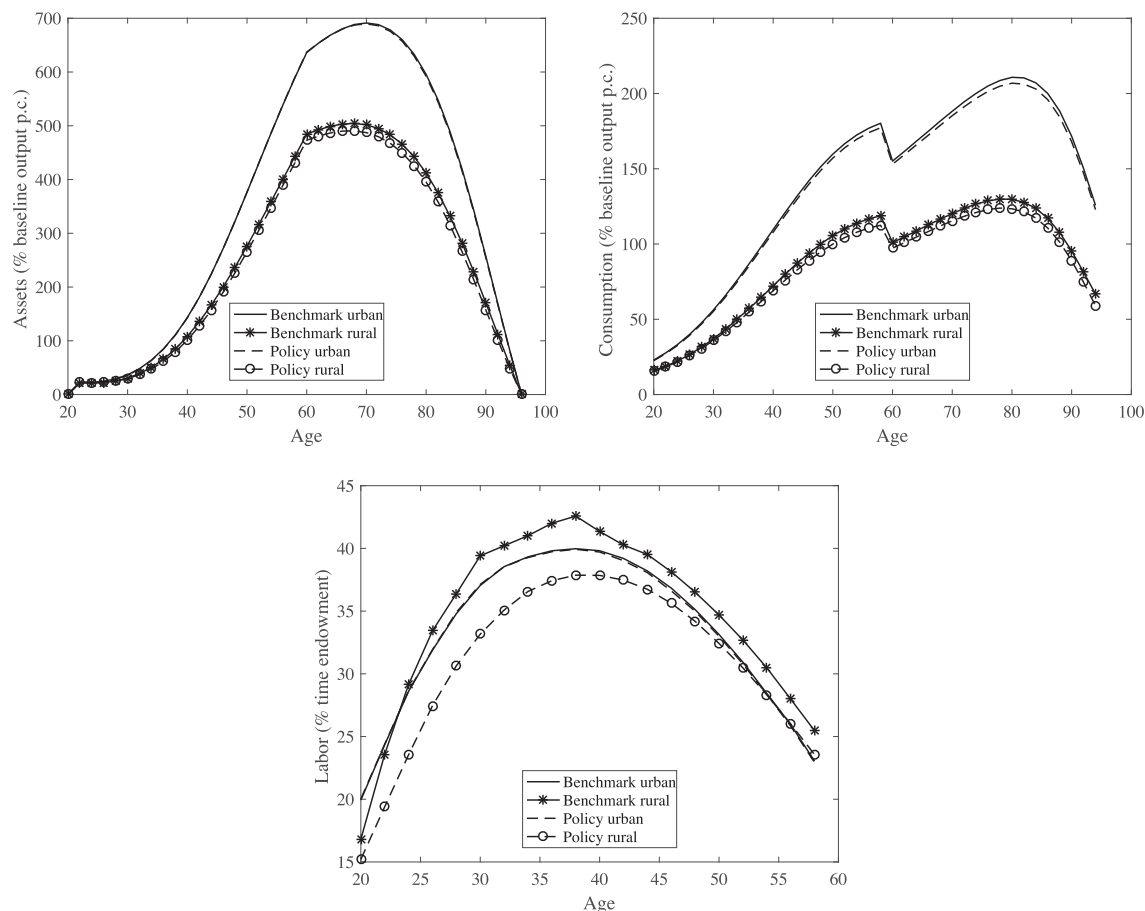 Assets (% baseline output p.c.)
700
600
500
400
300
200
100
0
20 30 40 50 60 70 80 90 100
Age
Benchmark urban
Benchmark rural
Policy urban
Policy rural
Consumption (% baseline output p.c.)
250
200
150
100
50
0
20 30 40 50 60 70 80 90 100
Age
Benchmark urban
Benchmark rural
Policy urban
Policy rural
Labor (% time endowment)
45
40
35
30
25
20
15
20 25 30 35 40 45 50 55 60
Age
Benchmark urban
Benchmark rural
Policy urban
Policy rural